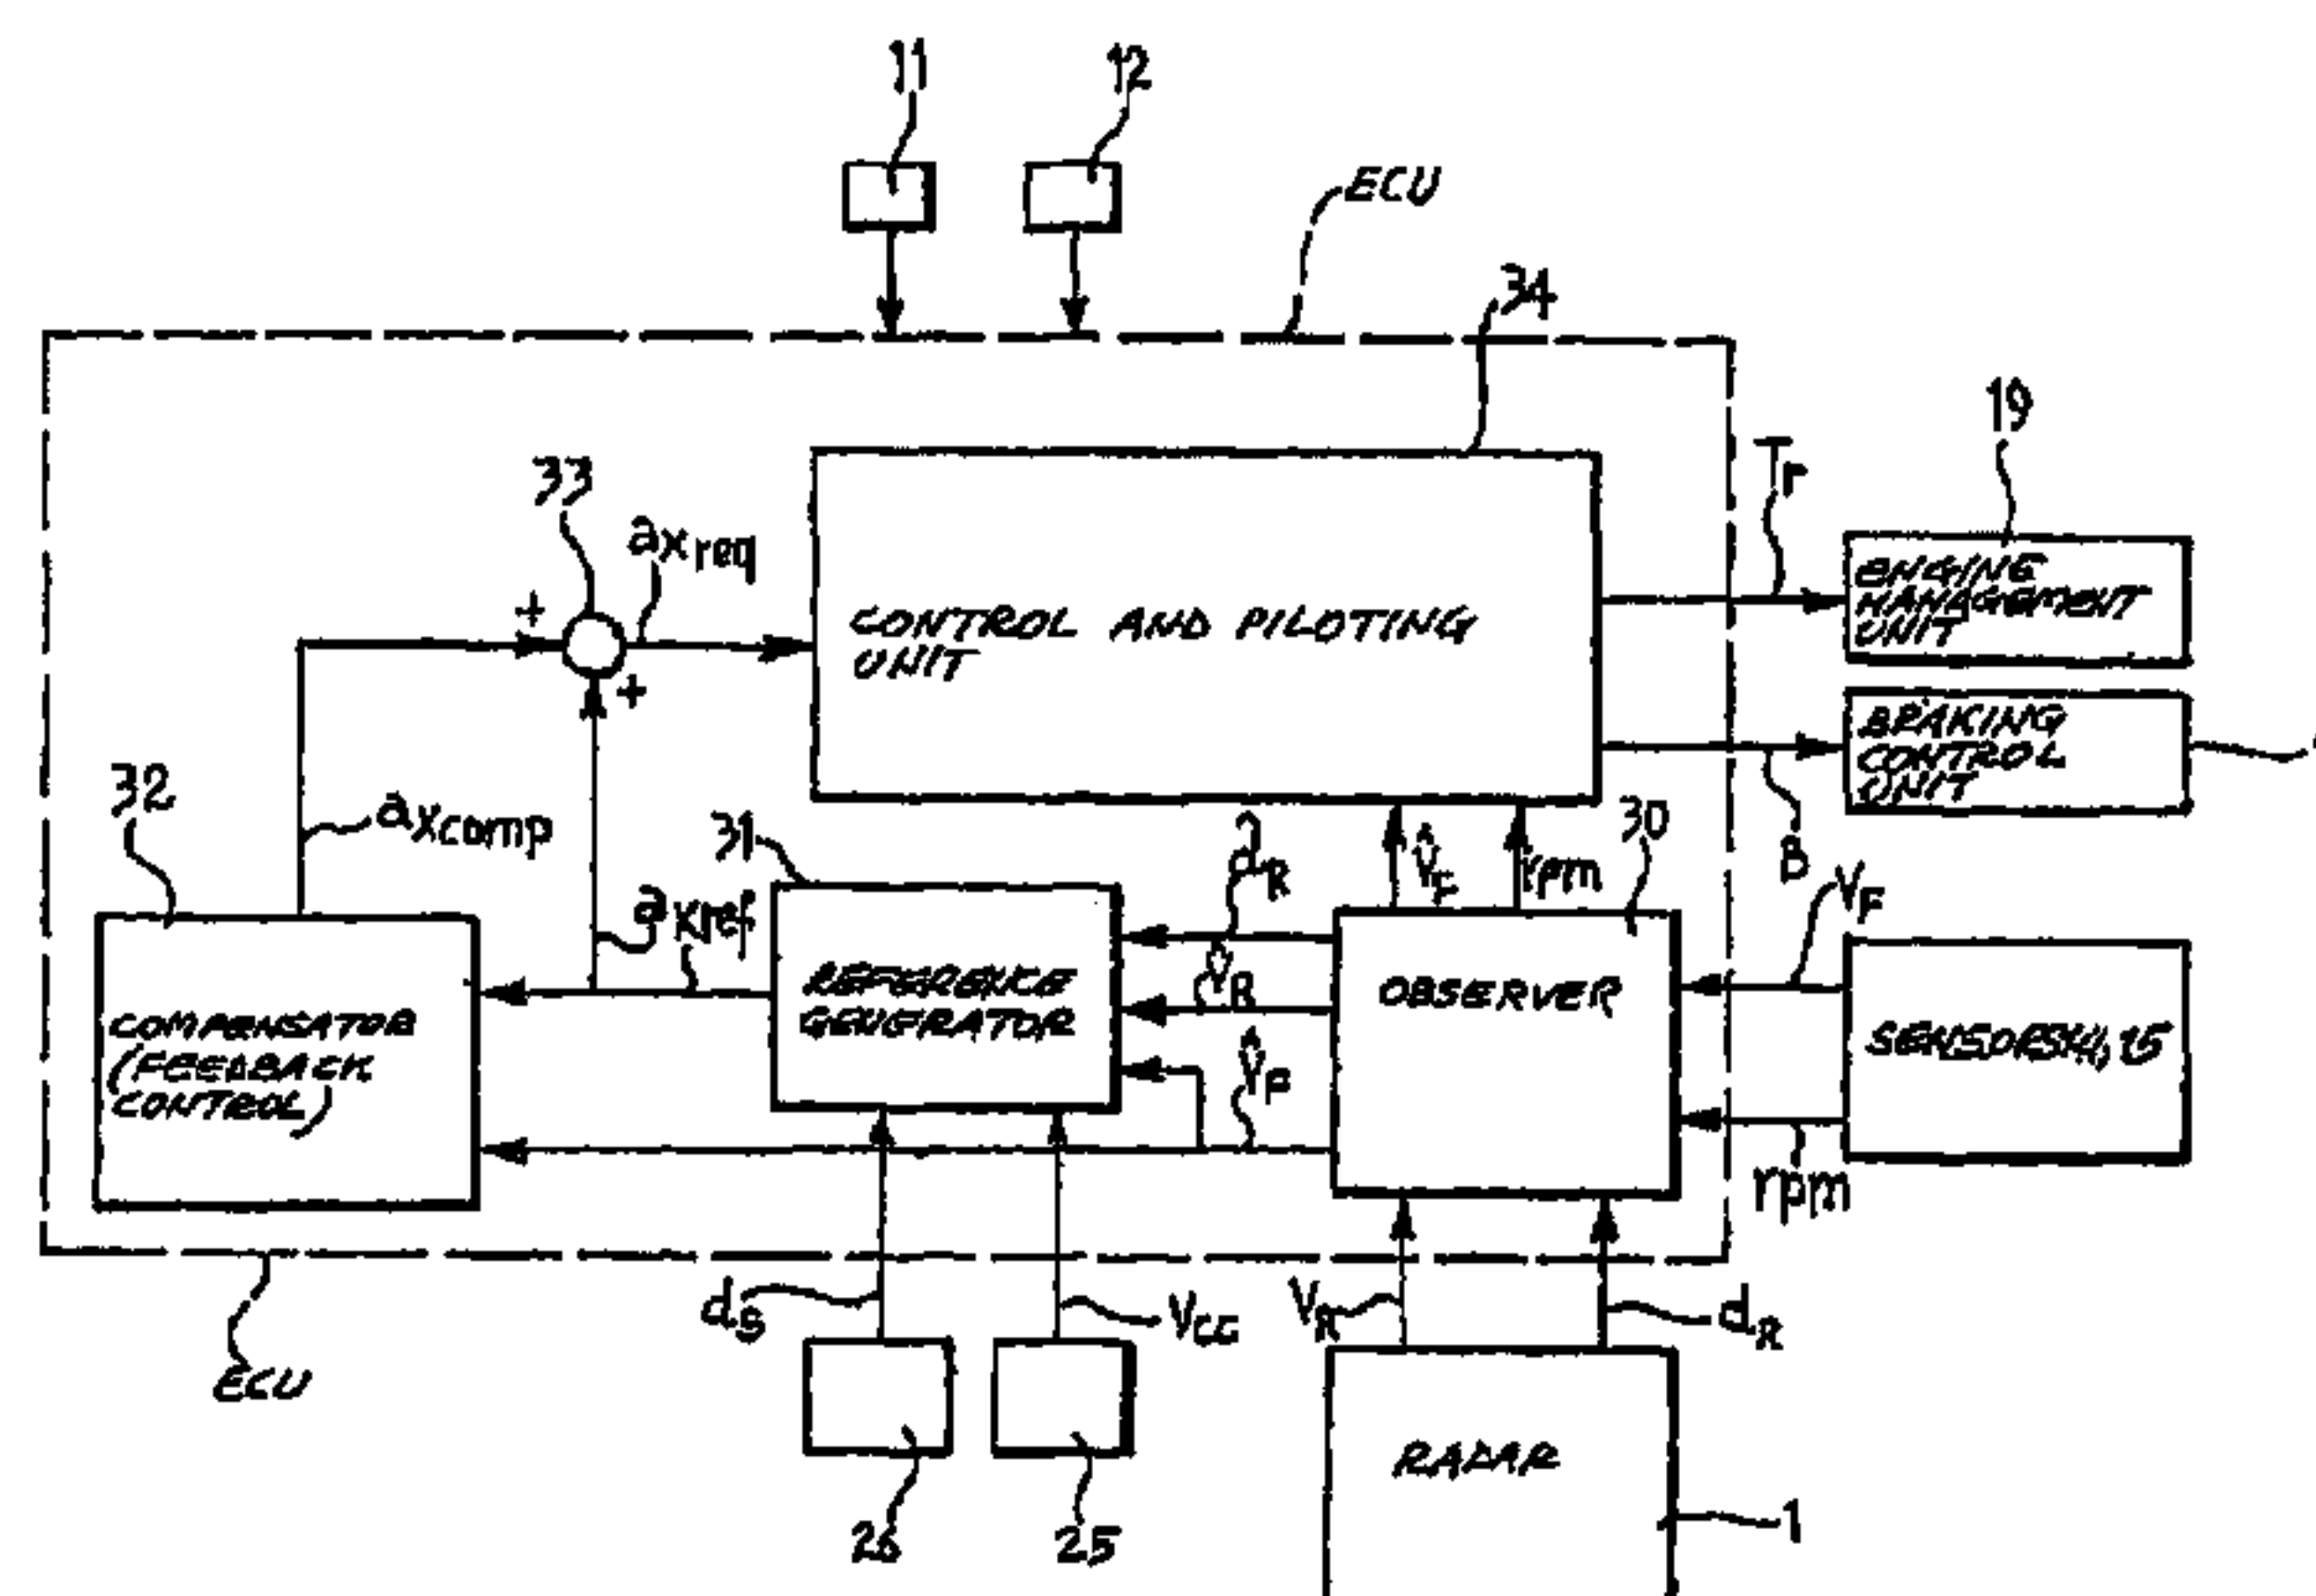 11
12
ECU
34
19
33
axreq
Tr
+
+
CONTROL AND PILOTING
UNIT
ENGINE
MANAGEMENT
UNIT
BRAKING
CONTROL
UNIT
B
32
axcomp
31
d̂R
V̂F
rpm
30
VF
axref
V̂R
V̂F
REFERENCE
GENERATOR
OBSERVER
SENSORS 14, 15
COMPENSATOR
(FEEDBACK
CONTROL)
rpm
ECU
dS
VCC
VR
dR
RADAR
26
25
1